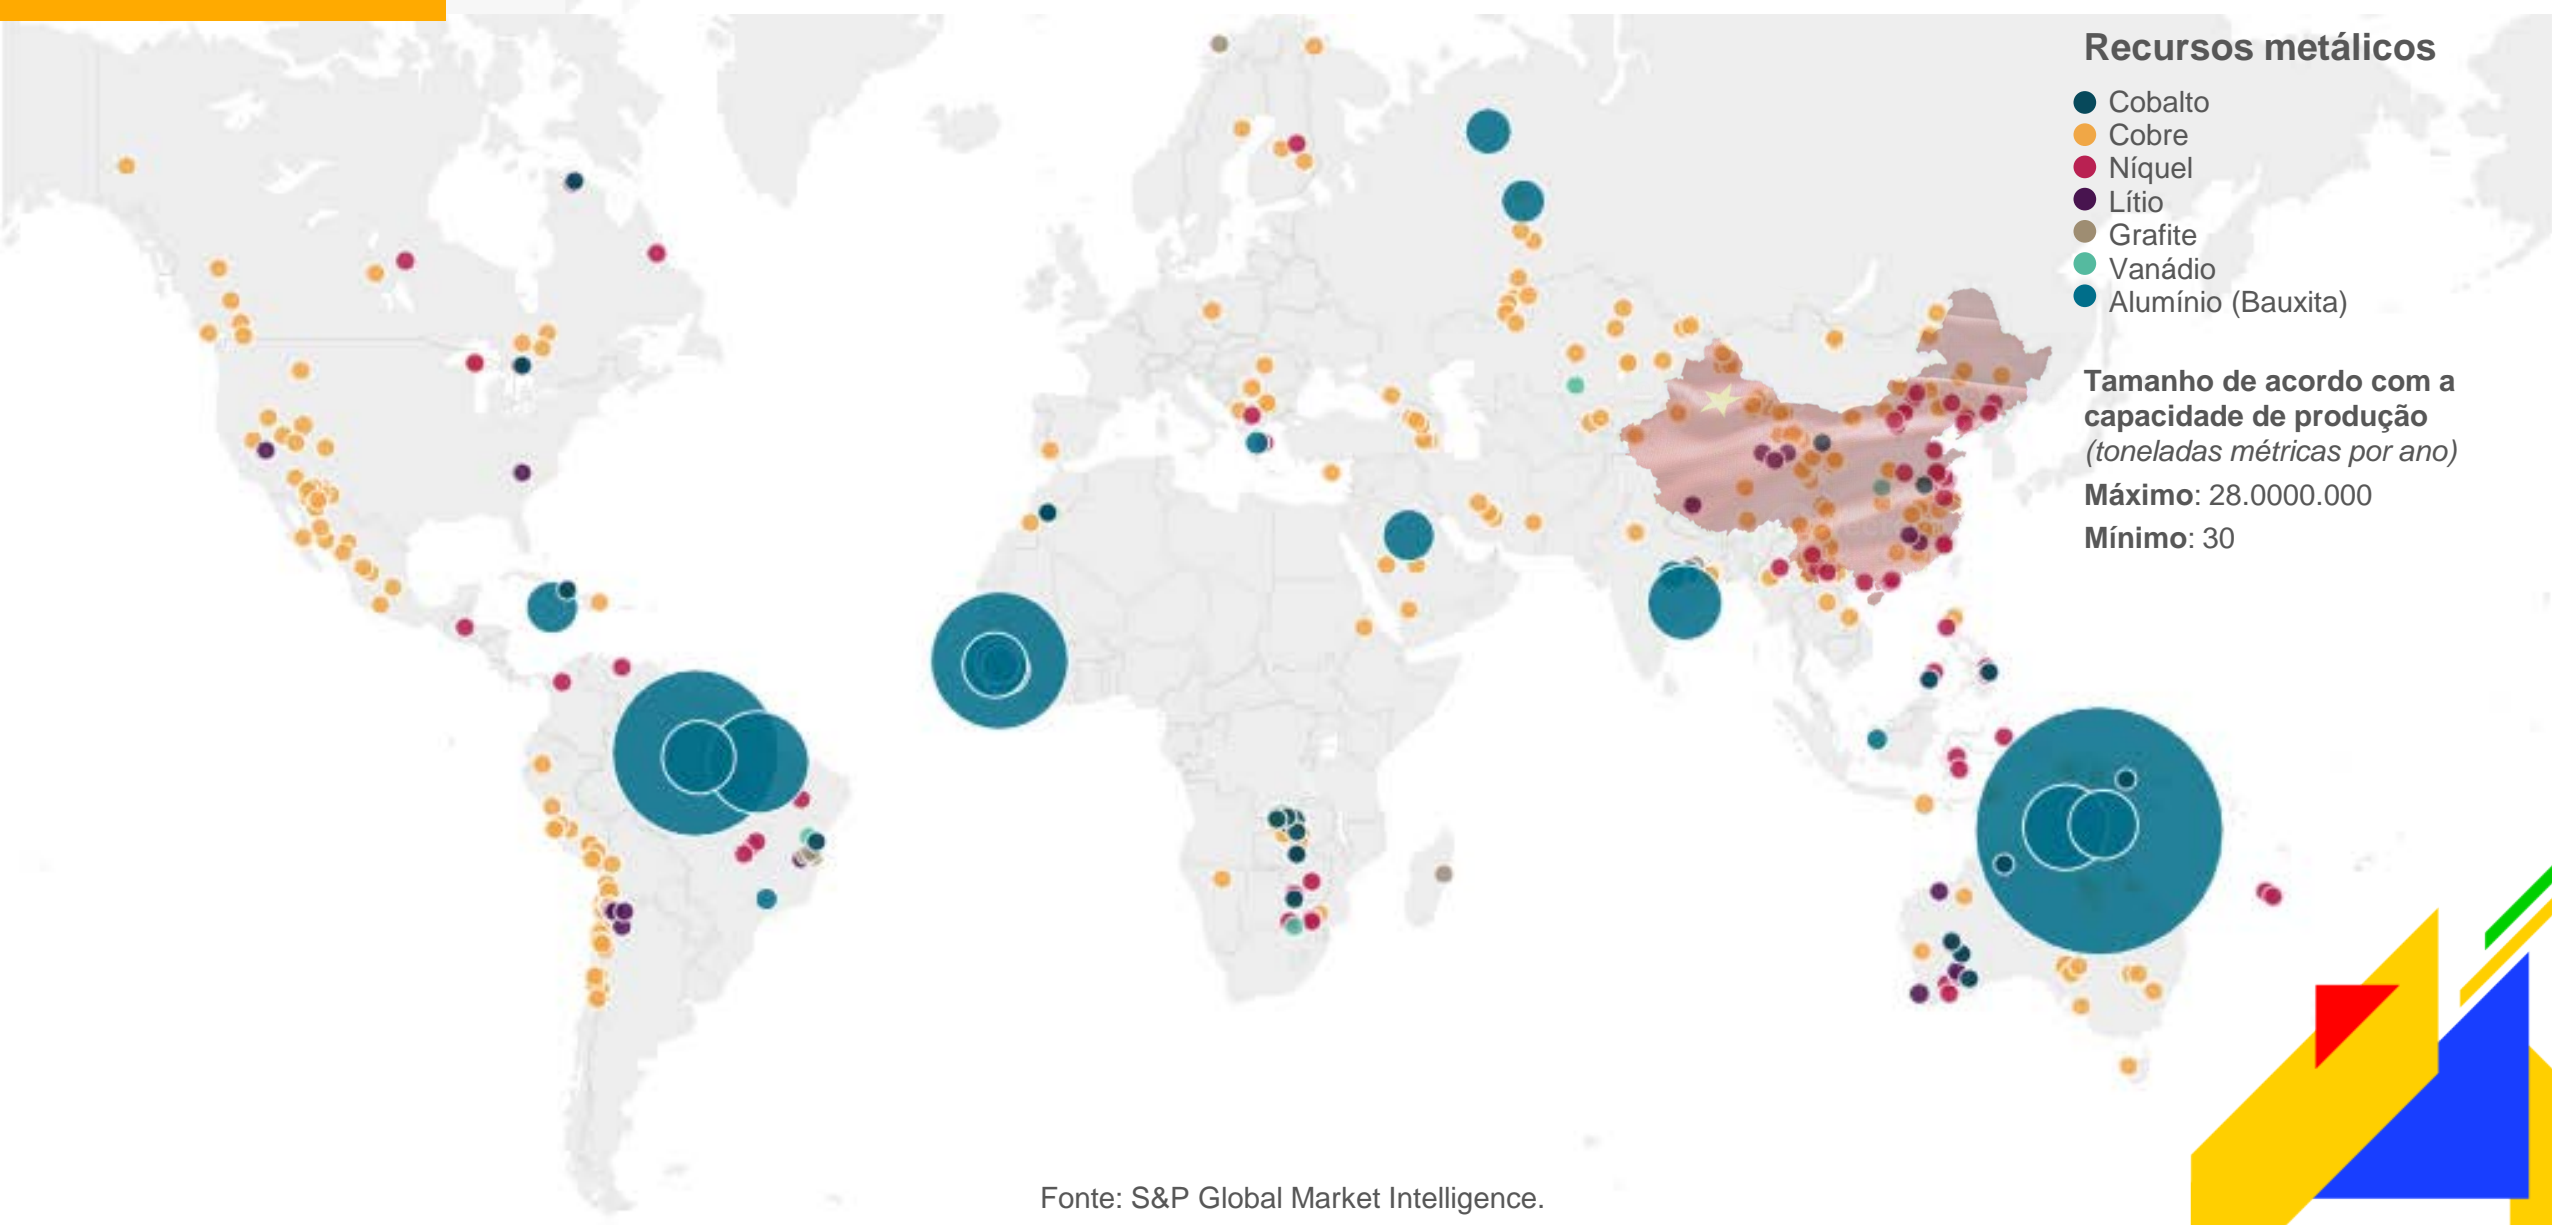 Recursos metálicos
Cobalto
Cobre
Níquel
Lítio
Grafite
Vanádio
Alumínio (Bauxita)
Tamanho de acordo com a
capacidade de produção
(toneladas métricas por ano)
Máximo: 28.0000.000
Mínimo: 30
Fonte: S&P Global Market Intelligence.